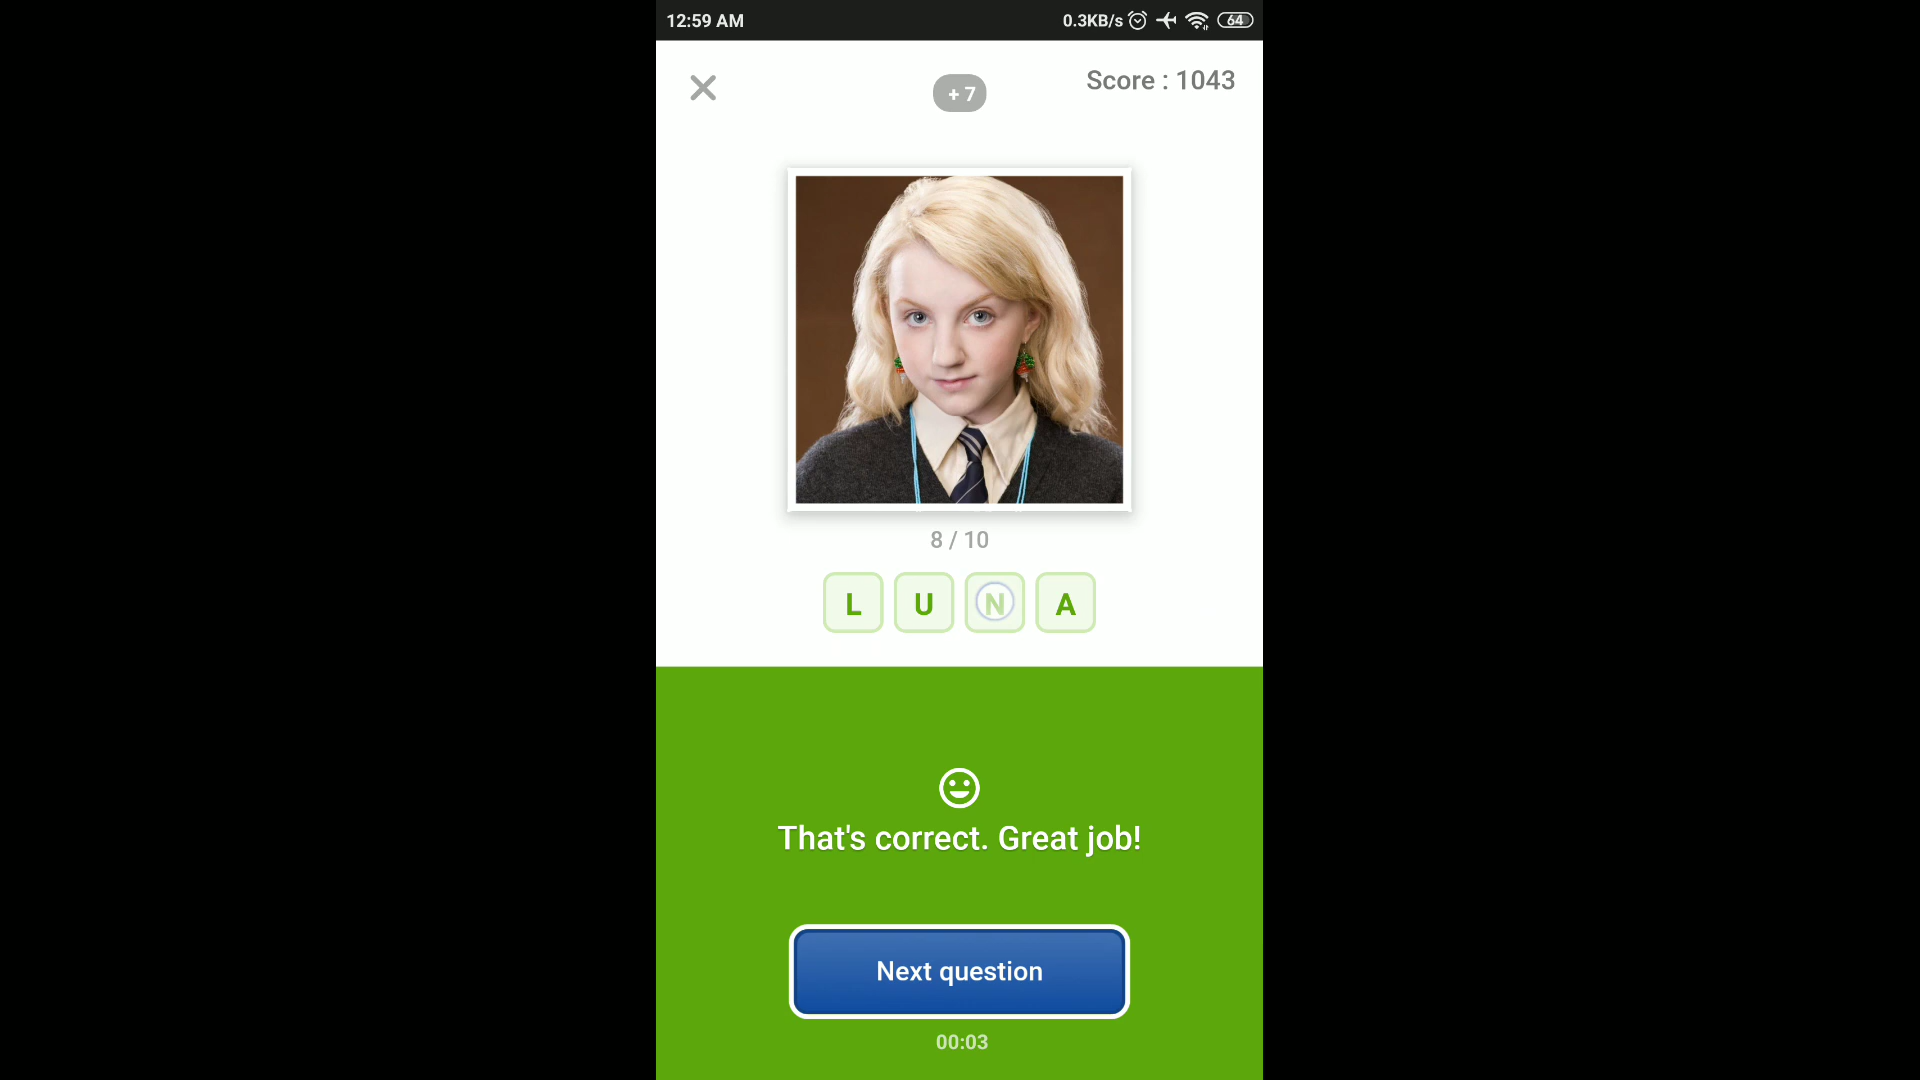 12:59 AM
0.3KB/s
64
+ 7
Score : 1043
8 / 10
L U N A
That's correct. Great job!
Next question
00:03